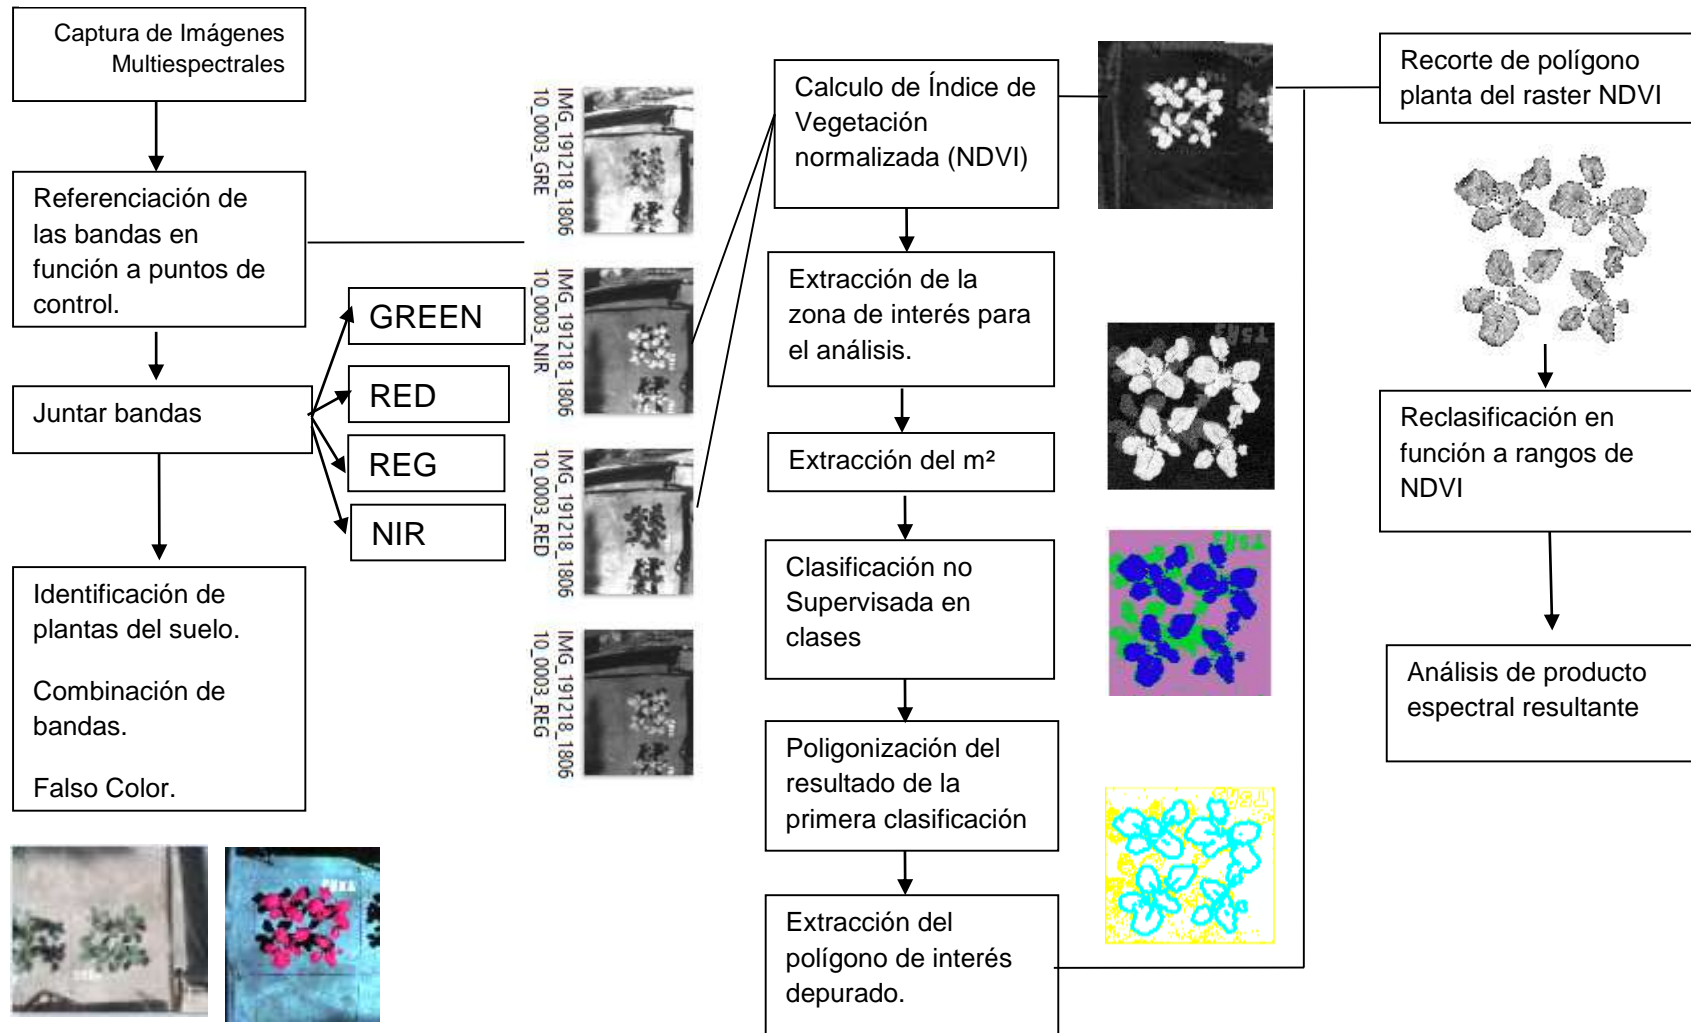 Captura de Imágenes
Multiespectrales
Referenciación de
las bandas en
función a puntos de
control.
Juntar bandas
GREEN
RED
REG
NIR
Identificación de
plantas del suelo.
Combinación de
bandas.
Falso Color.
IMG_191218_1806
10_0003_GRE
IMG_191218_1806
10_0003_NIR
IMG_191218_1806
10_0003_RED
IMG_191218_1806
10_0003_REG
Calculo de Índice de
Vegetación
normalizada (NDVI)
Extracción de la
zona de interés para
el análisis.
Extracción del m²
Clasificación no
Supervisada en
clases
Poligonización del
resultado de la
primera clasificación
Extracción del
polígono de interés
depurado.
T5R3
T5R3
T5R3
Recorte de polígono
planta del raster NDVI
Reclasificación en
función a rangos de
NDVI
Análisis de producto
espectral resultante